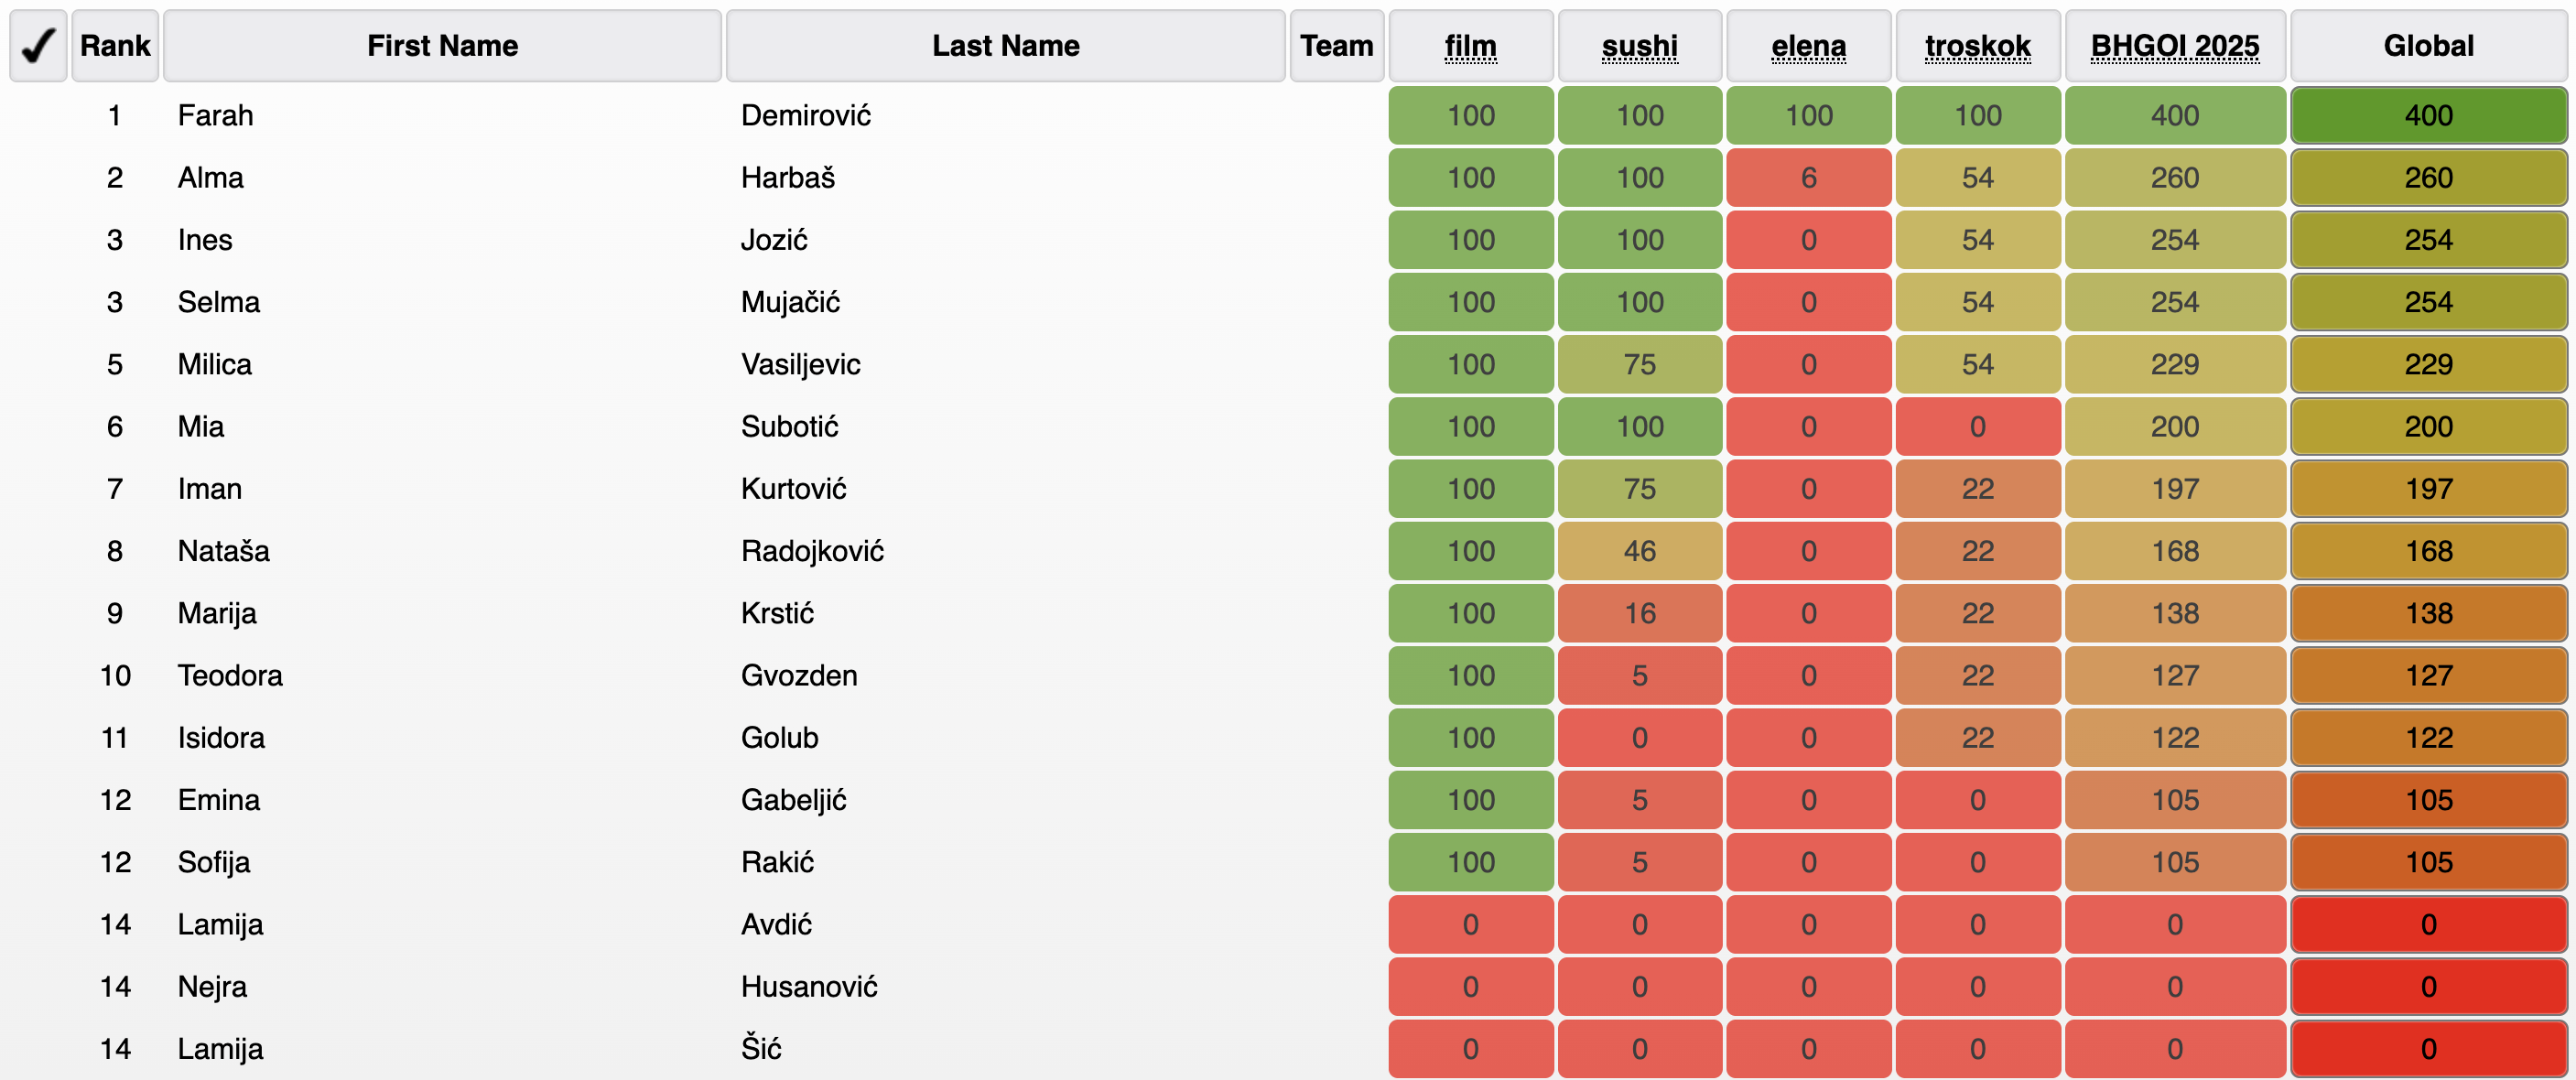 ✓ Rank First Name Last Name Team film sushi elena troskok BHGOI 2025 Global
1 Farah Demirović 100 100 100 100 400 400
2 Alma Harbaš 100 100 6 54 260 260
3 Ines Jozić 100 100 0 54 254 254
3 Selma Mujačić 100 100 0 54 254 254
5 Milica Vasiljevic 100 75 0 54 229 229
6 Mia Subotić 100 100 0 0 200 200
7 Iman Kurtović 100 75 0 22 197 197
8 Nataša Radojković 100 46 0 22 168 168
9 Marija Krstić 100 16 0 22 138 138
10 Teodora Gvozden 100 5 0 22 127 127
11 Isidora Golub 100 0 0 22 122 122
12 Emina Gabeljić 100 5 0 0 105 105
12 Sofija Rakić 100 5 0 0 105 105
14 Lamija Avdić 0 0 0 0 0 0
14 Nejra Husanović 0 0 0 0 0 0
14 Lamija Šić 0 0 0 0 0 0